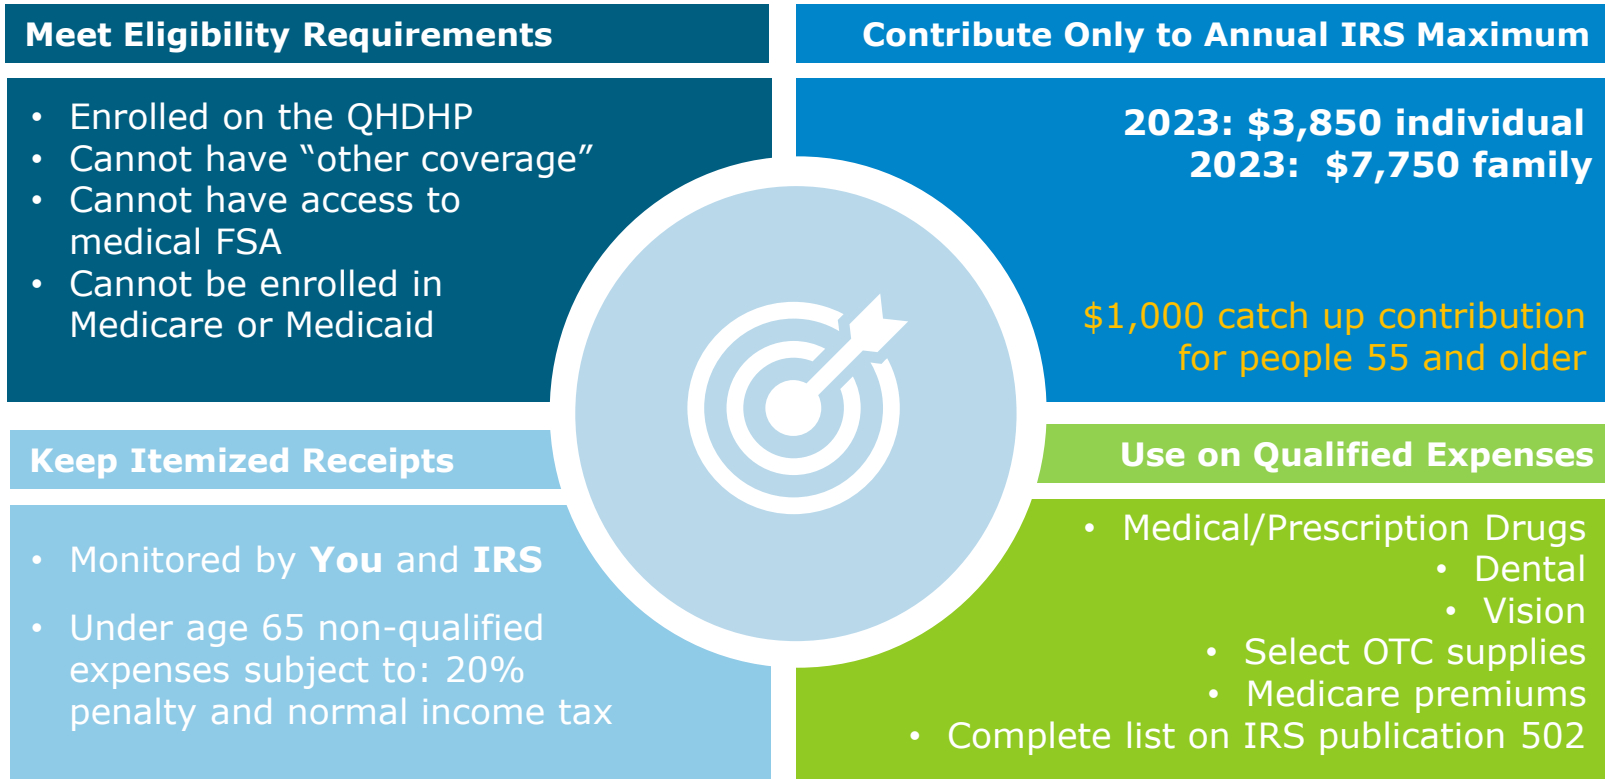 Meet Eligibility Requirements
• Enrolled on the QHDHP
• Cannot have “other coverage”
• Cannot have access to
medical FSA
• Cannot be enrolled in
Medicare or Medicaid
Contribute Only to Annual IRS Maximum
2023: $3,850 individual
2023: $7,750 family
$1,000 catch up contribution
for people 55 and older
Keep Itemized Receipts
• Monitored by You and IRS
• Under age 65 non-qualified
expenses subject to: 20%
penalty and normal income tax
Use on Qualified Expenses
• Medical/Prescription Drugs
• Dental
• Vision
• Select OTC supplies
• Medicare premiums
• Complete list on IRS publication 502